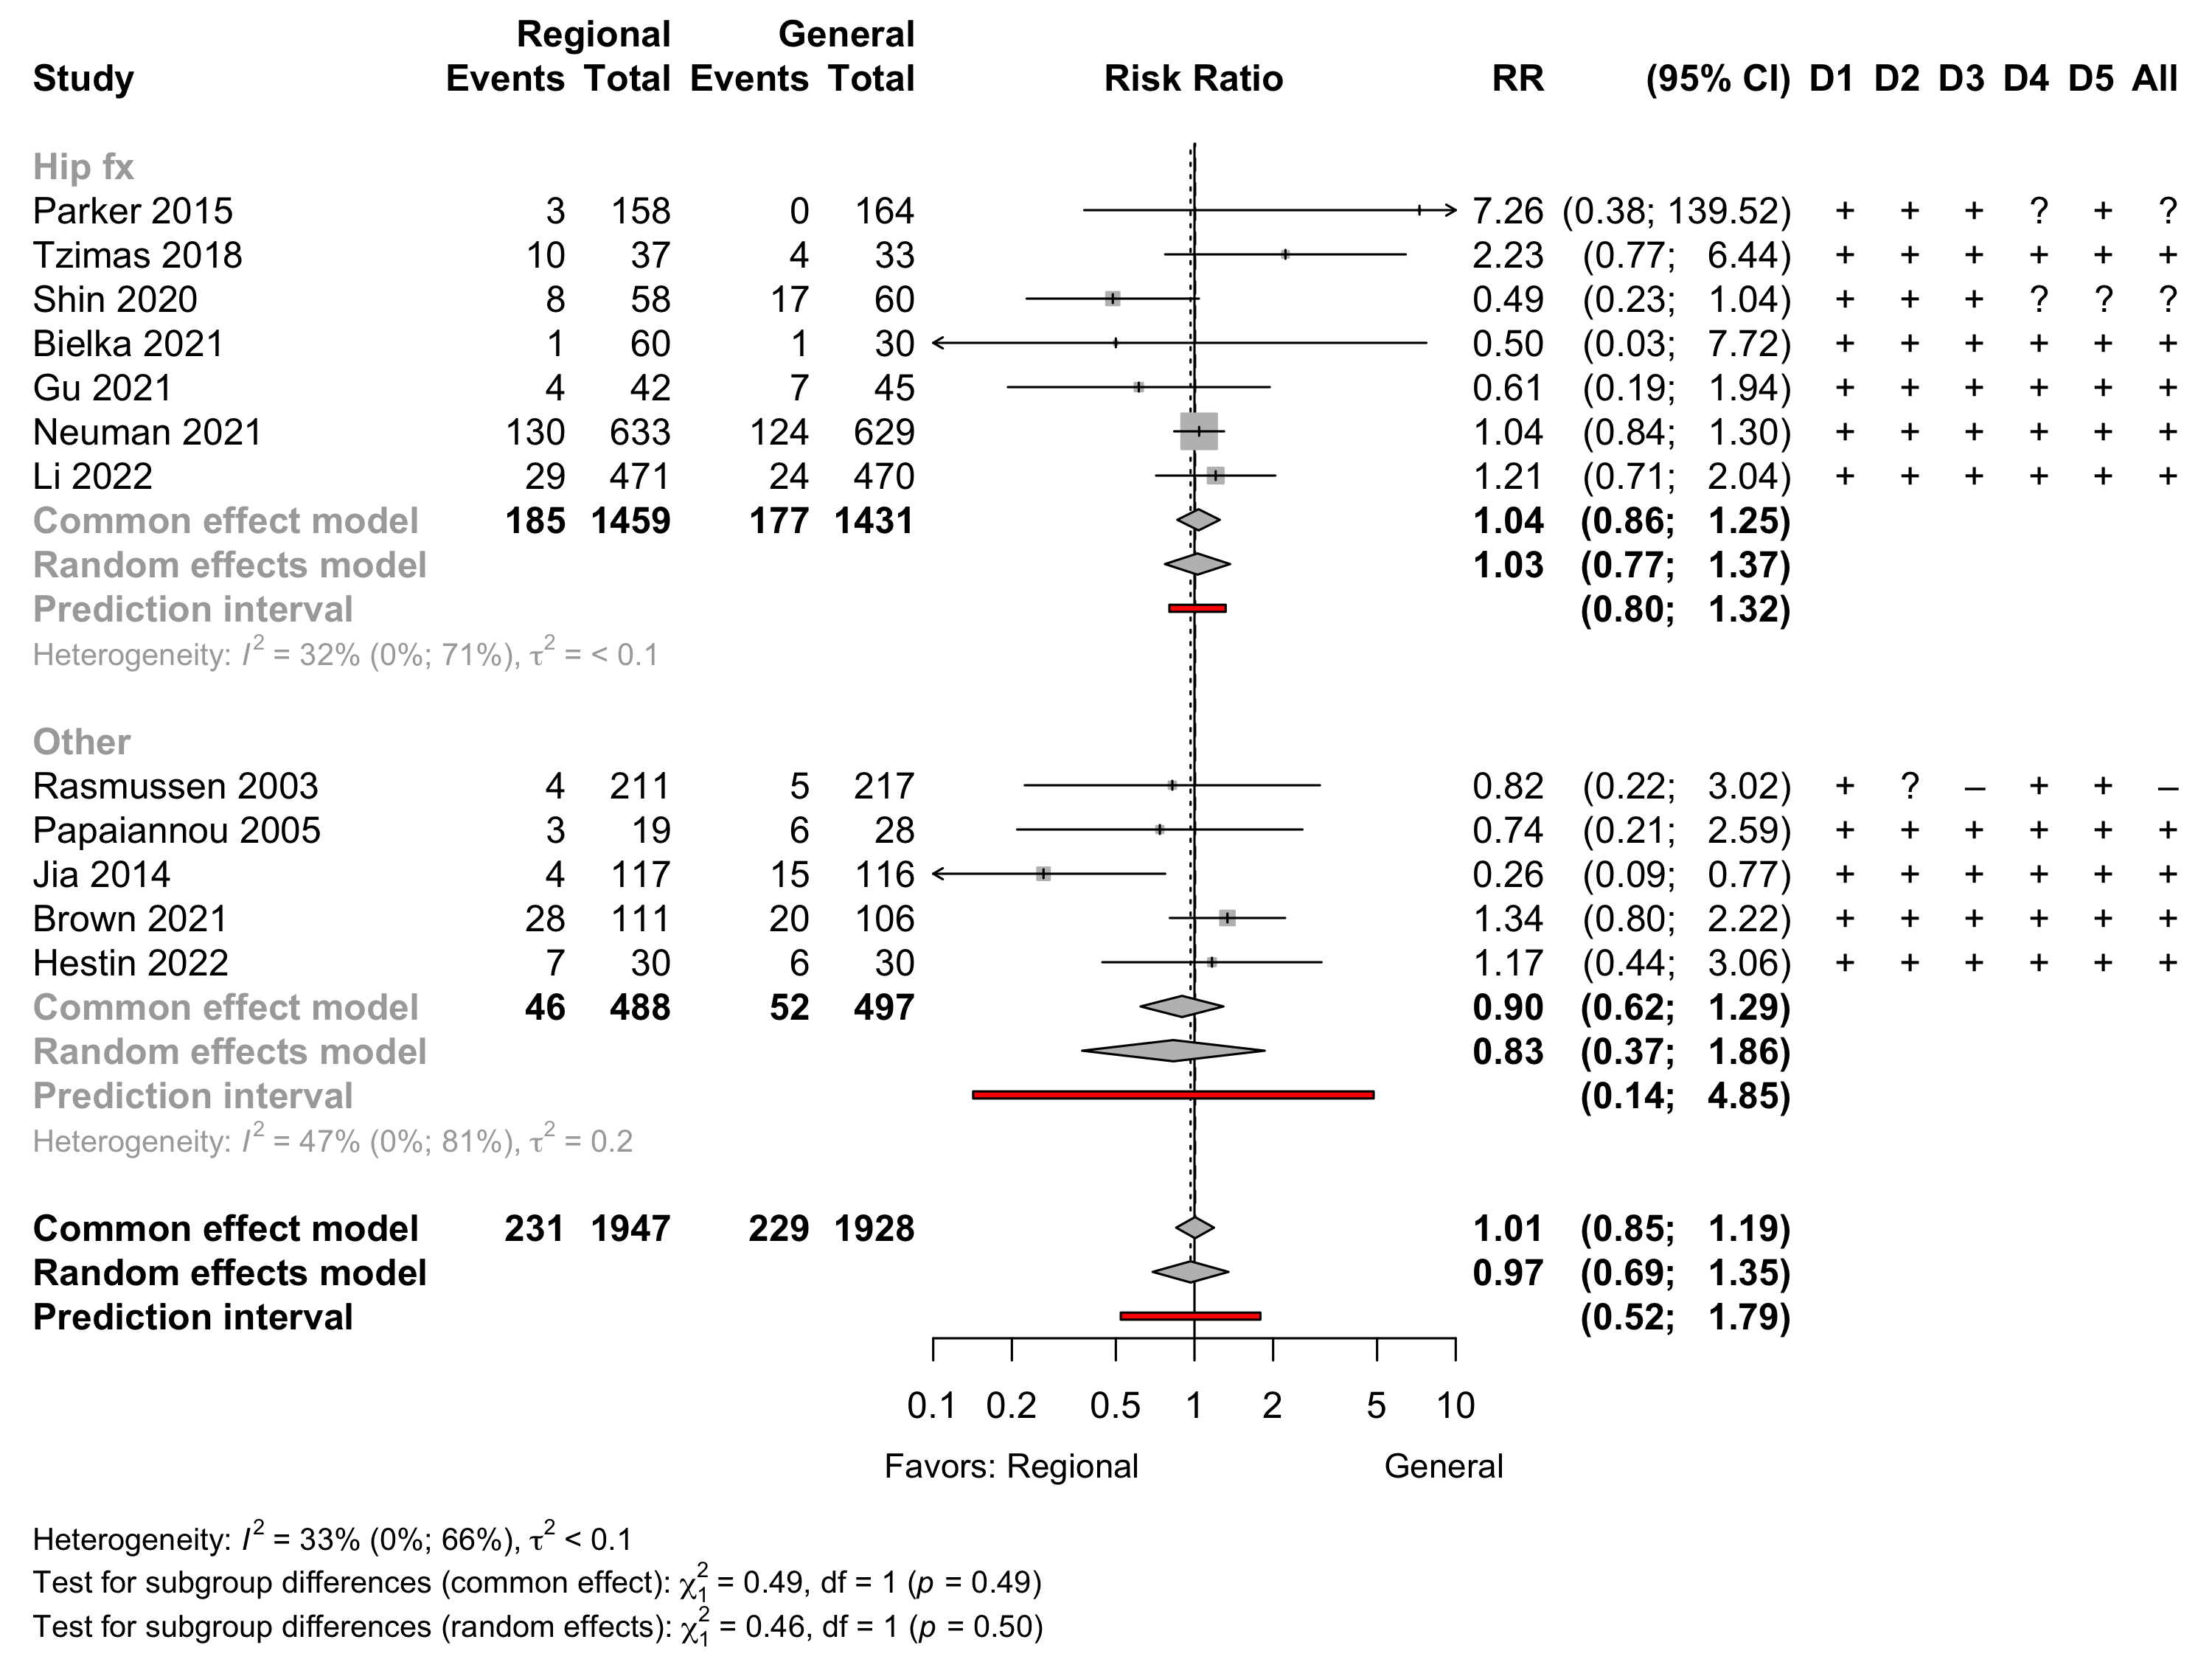 Regional General
Study Events Total Events Total Risk Ratio RR (95% CI) D1 D2 D3 D4 D5 All
Hip fx
Parker 2015 3 158 0 164 7.26 (0.38; 139.52) + + + ? + ?
Tzimas 2018 10 37 4 33 2.23 (0.77; 6.44) + + + + + +
Shin 2020 8 58 17 60 0.49 (0.23; 1.04) + + + ? ? ?
Bielka 2021 1 60 1 30 0.50 (0.03; 7.72) + + + + + +
Gu 2021 4 42 7 45 0.61 (0.19; 1.94) + + + + + +
Neuman 2021 130 633 124 629 1.04 (0.84; 1.30) + + + + + +
Li 2022 29 471 24 470 1.21 (0.71; 2.04) + + + + + +
Common effect model 185 1459 177 1431 1.04 (0.86; 1.25)
Random effects model 1.03 (0.77; 1.37)
Prediction interval (0.80; 1.32)
Heterogeneity: I² = 32% (0%; 71%), τ² = < 0.1
Other
Rasmussen 2003 4 211 5 217 0.82 (0.22; 3.02) + ? – + + –
Papaiannou 2005 3 19 6 28 0.74 (0.21; 2.59) + + + + + +
Jia 2014 4 117 15 116 0.26 (0.09; 0.77) + + + + + +
Brown 2021 28 111 20 106 1.34 (0.80; 2.22) + + + + + +
Hestin 2022 7 30 6 30 1.17 (0.44; 3.06) + + + + + +
Common effect model 46 488 52 497 0.90 (0.62; 1.29)
Random effects model 0.83 (0.37; 1.86)
Prediction interval (0.14; 4.85)
Heterogeneity: I² = 47% (0%; 81%), τ² = 0.2
Common effect model 231 1947 229 1928 1.01 (0.85; 1.19)
Random effects model 0.97 (0.69; 1.35)
Prediction interval (0.52; 1.79)
0.1 0.2 0.5 1 2 5 10
Favors: Regional General
Heterogeneity: I² = 33% (0%; 66%), τ² < 0.1
Test for subgroup differences (common effect): χ₁² = 0.49, df = 1 (p = 0.49)
Test for subgroup differences (random effects): χ₁² = 0.46, df = 1 (p = 0.50)